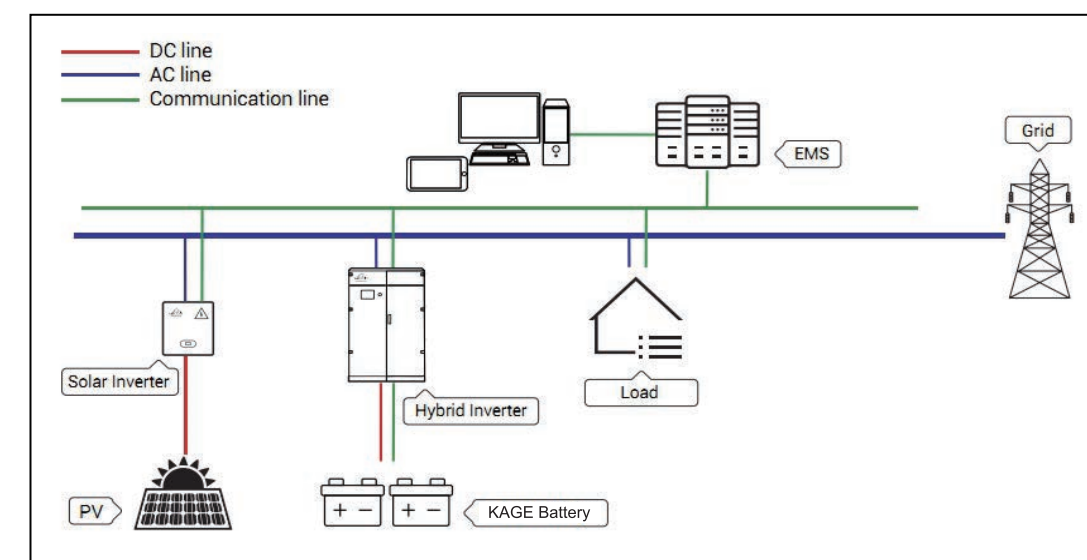 DC line
AC line
Communication line
EMS
Grid
Solar Inverter
Hybrid Inverter
Load
PV
+ − + −
KAGE Battery